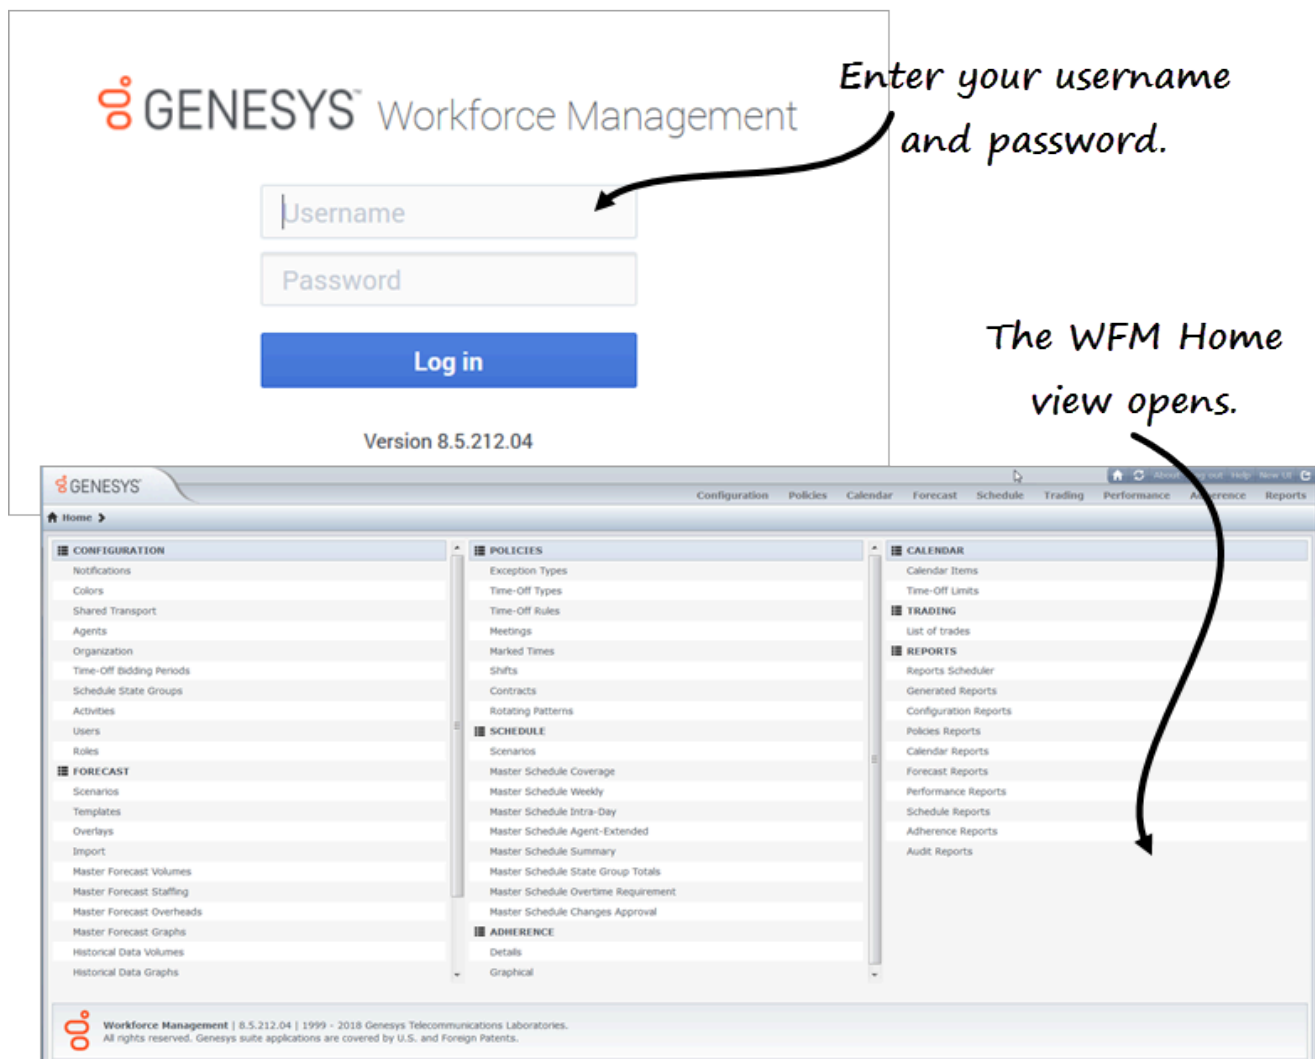 GENESYS™ Workforce Management
Enter your username
and password.
Username
Password
Log in
Version 8.5.212.04
The WFM Home
view opens.
GENESYS
About Log out Help New UI
Configuration Policies Calendar Forecast Schedule Trading Performance Adherence Reports
Home
CONFIGURATION
Notifications
Colors
Shared Transport
Agents
Organization
Time-Off Bidding Periods
Schedule State Groups
Activities
Users
Roles
FORECAST
Scenarios
Templates
Overlays
Import
Master Forecast Volumes
Master Forecast Staffing
Master Forecast Overheads
Master Forecast Graphs
Historical Data Volumes
Historical Data Graphs
POLICIES
Exception Types
Time-Off Types
Time-Off Rules
Meetings
Marked Times
Shifts
Contracts
Rotating Patterns
SCHEDULE
Scenarios
Master Schedule Coverage
Master Schedule Weekly
Master Schedule Intra-Day
Master Schedule Agent-Extended
Master Schedule Summary
Master Schedule State Group Totals
Master Schedule Overtime Requirement
Master Schedule Changes Approval
ADHERENCE
Details
Graphical
CALENDAR
Calendar Items
Time-Off Limits
TRADING
List of trades
REPORTS
Reports Scheduler
Generated Reports
Configuration Reports
Policies Reports
Calendar Reports
Forecast Reports
Performance Reports
Schedule Reports
Adherence Reports
Audit Reports
Workforce Management | 8.5.212.04 | 1999 - 2018 Genesys Telecommunications Laboratories.
All rights reserved. Genesys suite applications are covered by U.S. and Foreign Patents.